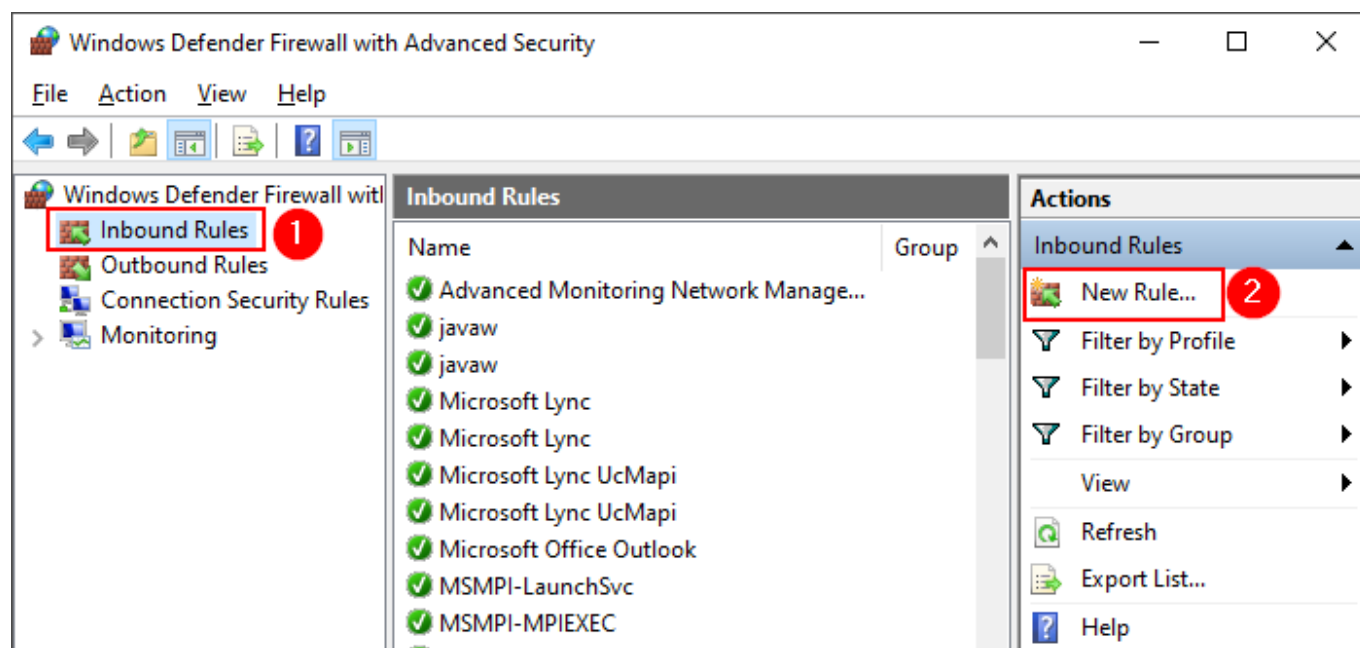 Windows Defender Firewall with Advanced Security
File Action View Help
Windows Defender Firewall witl
Inbound Rules 1
Outbound Rules
Connection Security Rules
Monitoring
Inbound Rules
Name Group
Advanced Monitoring Network Manage...
javaw
javaw
Microsoft Lync
Microsoft Lync
Microsoft Lync UcMapi
Microsoft Lync UcMapi
Microsoft Office Outlook
MSMPI-LaunchSvc
MSMPI-MPIEXEC
Actions
Inbound Rules
New Rule... 2
Filter by Profile
Filter by State
Filter by Group
View
Refresh
Export List...
Help